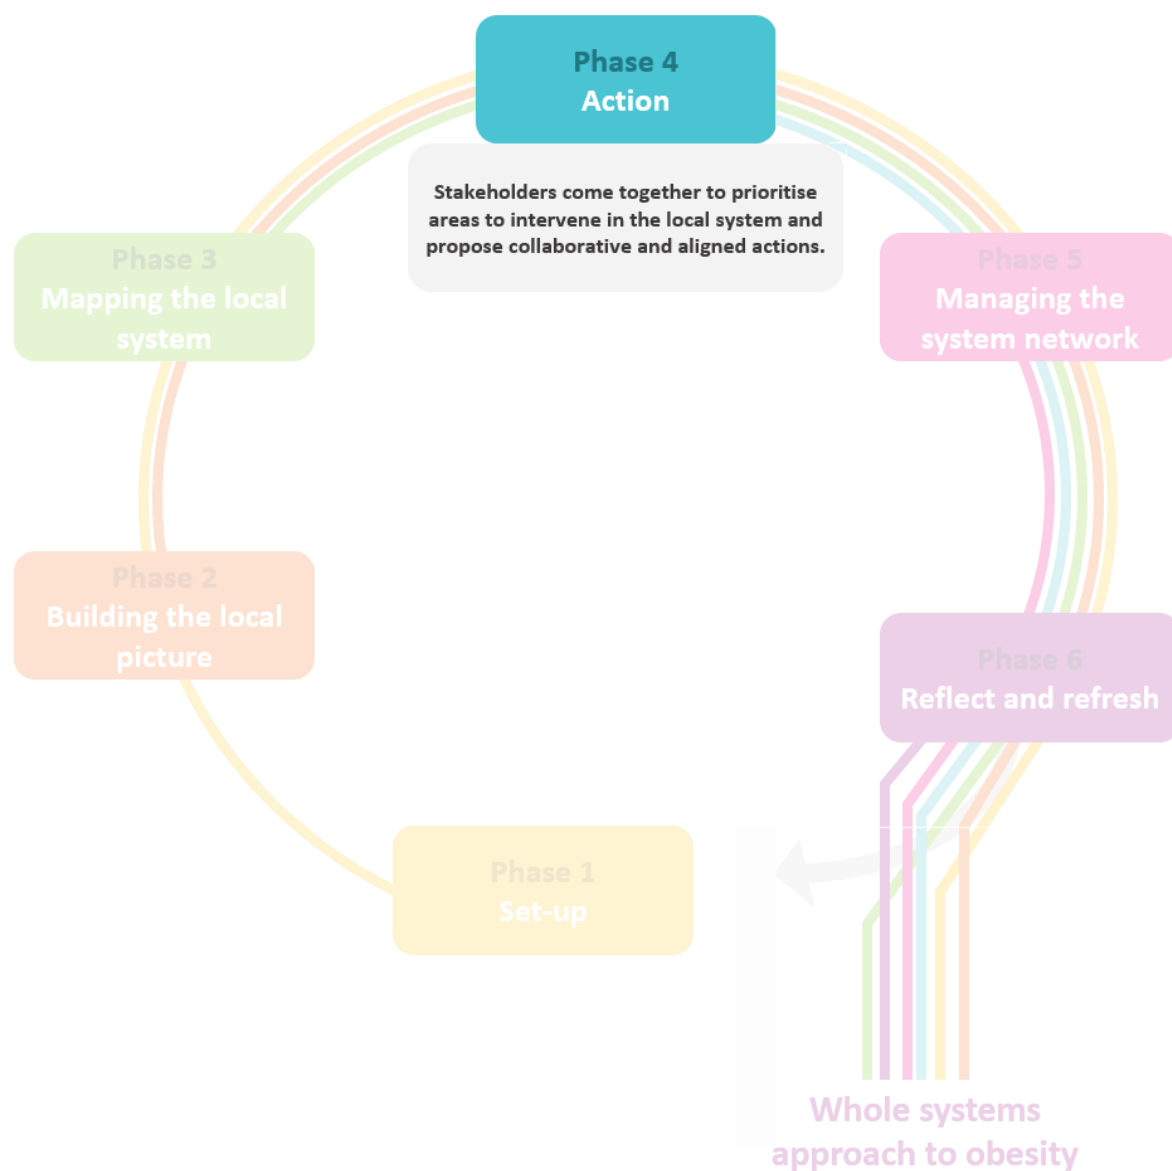 Phase 4
Action
Stakeholders come together to prioritise
areas to intervene in the local system and
propose collaborative and aligned actions.
Phase 3
Mapping the local
system
Phase 5
Managing the
system network
Phase 2
Building the local
picture
Phase 6
Reflect and refresh
Phase 1
Set-up
Whole systems
approach to obesity